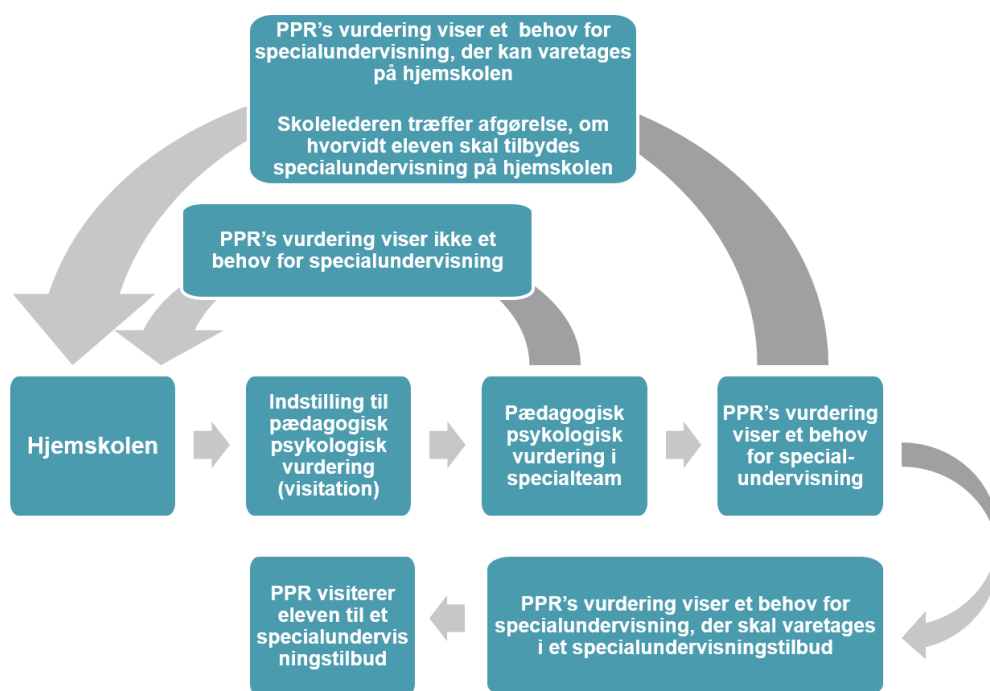 PPR's vurdering viser et behov for
specialundervisning, der kan varetages
på hjemskolen
Skolelederen træffer afgørelse, om
hvorvidt eleven skal tilbydes
specialundervisning på hjemskolen
PPR's vurdering viser ikke et
behov for specialundervisning
Hjemskolen
Indstilling til
pædagogisk
psykologisk
vurdering
(visitation)
Pædagogisk
psykologisk
vurdering i
specialteam
PPR's vurdering
viser et behov
for special-
undervisning
PPR visiterer
eleven til et
specialundervis
ningstilbud
PPR's vurdering viser et behov for
specialundervisning, der skal varetages
i et specialundervisningstilbud